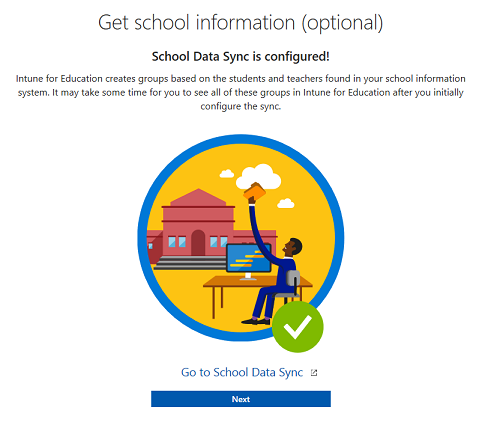 Get school information (optional)
School Data Sync is configured!
Intune for Education creates groups based on the students and teachers found in your school information
system. It may take some time for you to see all of these groups in Intune for Education after you initially
configure the sync.
Go to School Data Sync
Next